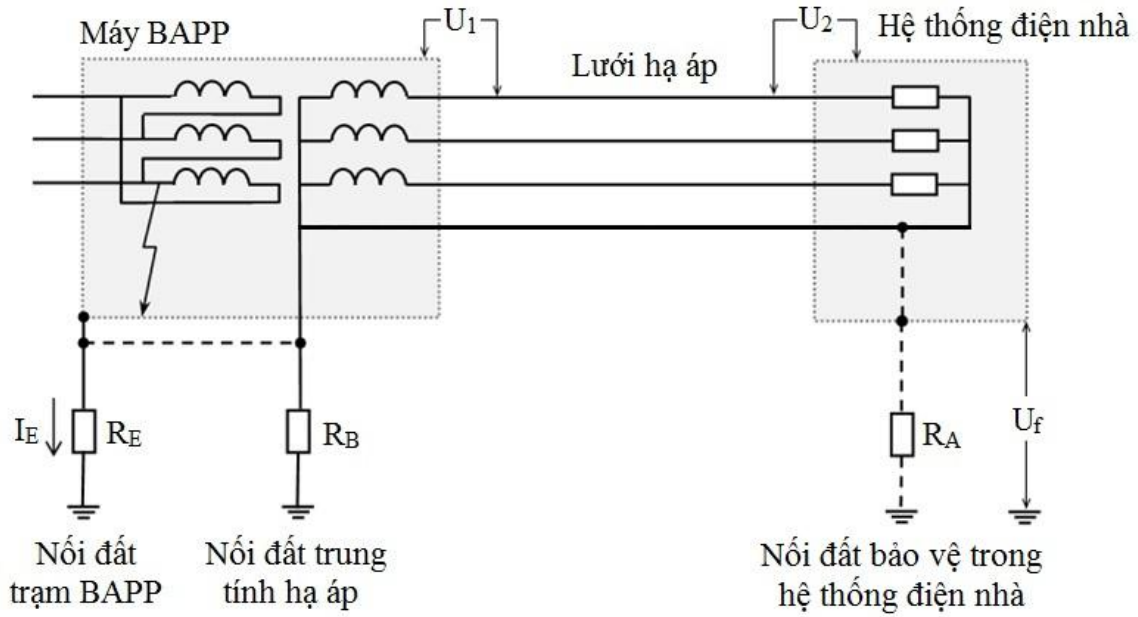 Máy BAPP
U1
U2
Hệ thống điện nhà
Lưới hạ áp
IE
RE
RB
RA
Uf
Nối đất
trạm BAPP
Nối đất trung
tính hạ áp
Nối đất bảo vệ trong
hệ thống điện nhà